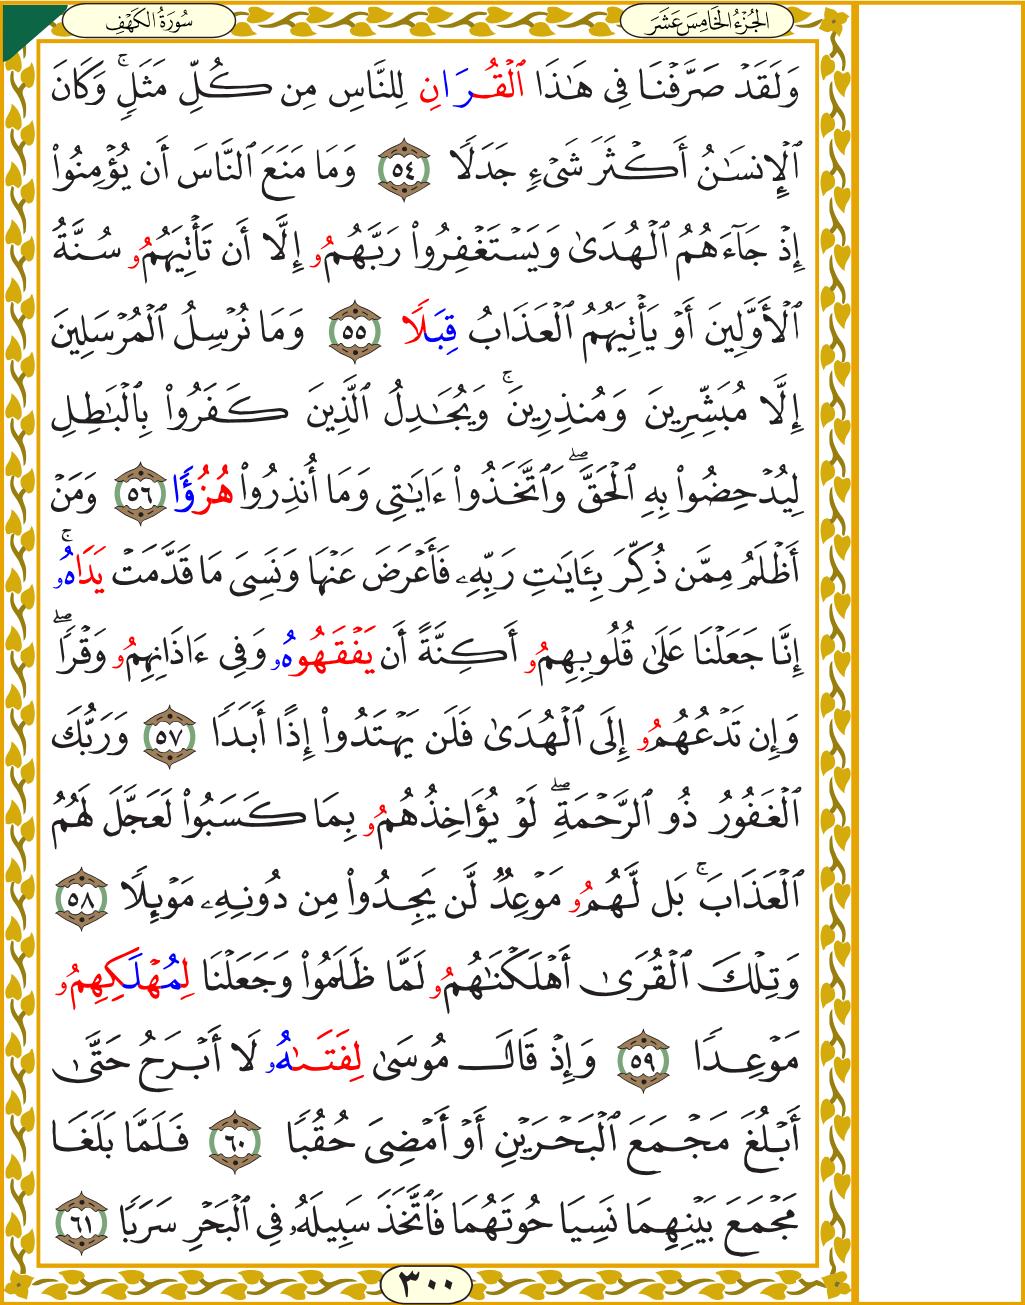 الجُزْءُ الخَامِسَ عَشَرَ
سُورَةُ الكَهْفِ
وَلَقَدۡ صَرَّفۡنَا فِي هَٰذَا ٱلۡقُرَانِ لِلنَّاسِ مِن كُلِّ مَثَلٖۚ وَكَانَ
ٱلۡإِنسَٰنُ أَكۡثَرَ شَيۡءٖ جَدَلٗا ٥٤ وَمَا مَنَعَ ٱلنَّاسَ أَن يُؤۡمِنُواْ
إِذۡ جَآءَهُمُ ٱلۡهُدَىٰ وَيَسۡتَغۡفِرُواْ رَبَّهُمُۥ إِلَّا أَن تَأۡتِيَهُمُۥ سُنَّةُ
ٱلۡأَوَّلِينَ أَوۡ يَأۡتِيَهُمُ ٱلۡعَذَابُ قِبَلٗا ٥٥ وَمَا نُرۡسِلُ ٱلۡمُرۡسَلِينَ
إِلَّا مُبَشِّرِينَ وَمُنذِرِينَۚ وَيُجَٰدِلُ ٱلَّذِينَ كَفَرُواْ بِٱلۡبَٰطِلِ
لِيُدۡحِضُواْ بِهِ ٱلۡحَقَّۖ وَٱتَّخَذُواْ ءَايَٰتِي وَمَا أُنذِرُواْ هُزُؤٗا ٥٦ وَمَنۡ
أَظۡلَمُ مِمَّن ذُكِّرَ بِـَٔايَٰتِ رَبِّهِۦ فَأَعۡرَضَ عَنۡهَا وَنَسِيَ مَا قَدَّمَتۡ يَدَاهُۥۚ
إِنَّا جَعَلۡنَا عَلَىٰ قُلُوبِهِمُۥ أَكِنَّةً أَن يَفۡقَهُوهُۥ وَفِي ءَاذَانِهِمُۥ وَقۡرٗاۖ
وَإِن تَدۡعُهُمُۥ إِلَى ٱلۡهُدَىٰ فَلَن يَهۡتَدُواْ إِذًا أَبَدٗا ٥٧ وَرَبُّكَ
ٱلۡغَفُورُ ذُو ٱلرَّحۡمَةِۖ لَوۡ يُؤَاخِذُهُمُۥ بِمَا كَسَبُواْ لَعَجَّلَ لَهُمُ
ٱلۡعَذَابَۚ بَل لَّهُمُۥ مَوۡعِدٞ لَّن يَجِدُواْ مِن دُونِهِۦ مَوۡئِلٗا ٥٨
وَتِلۡكَ ٱلۡقُرَىٰ أَهۡلَكۡنَٰهُمُۥ لَمَّا ظَلَمُواْ وَجَعَلۡنَا لِمُهۡلَكِهِمُۥ
مَوۡعِدٗا ٥٩ وَإِذۡ قَالَ مُوسَىٰ لِفَتَىٰهُۥ لَا أَبۡرَحُ حَتَّىٰ
أَبۡلُغَ مَجۡمَعَ ٱلۡبَحۡرَيۡنِ أَوۡ أَمۡضِيَ حُقُبٗا ٦٠ فَلَمَّا بَلَغَا
مَجۡمَعَ بَيۡنِهِمَا نَسِيَا حُوتَهُمَا فَٱتَّخَذَ سَبِيلَهُۥ فِي ٱلۡبَحۡرِ سَرَبٗا ٦١
٣٠٠